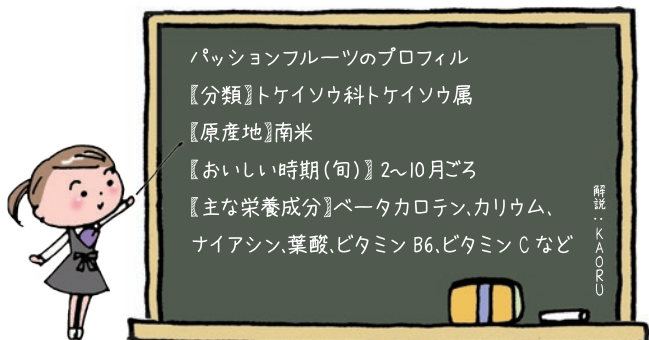 パッションフルーツのプロフィル
〖分類〗トケイソウ科トケイソウ属
〖原産地〗南米
〖おいしい時期(旬)〗2〜10月ごろ
〖主な栄養成分〗ベータカロテン、カリウム、
ナイアシン、葉酸、ビタミンB6、ビタミンCなど
解説:KAORU